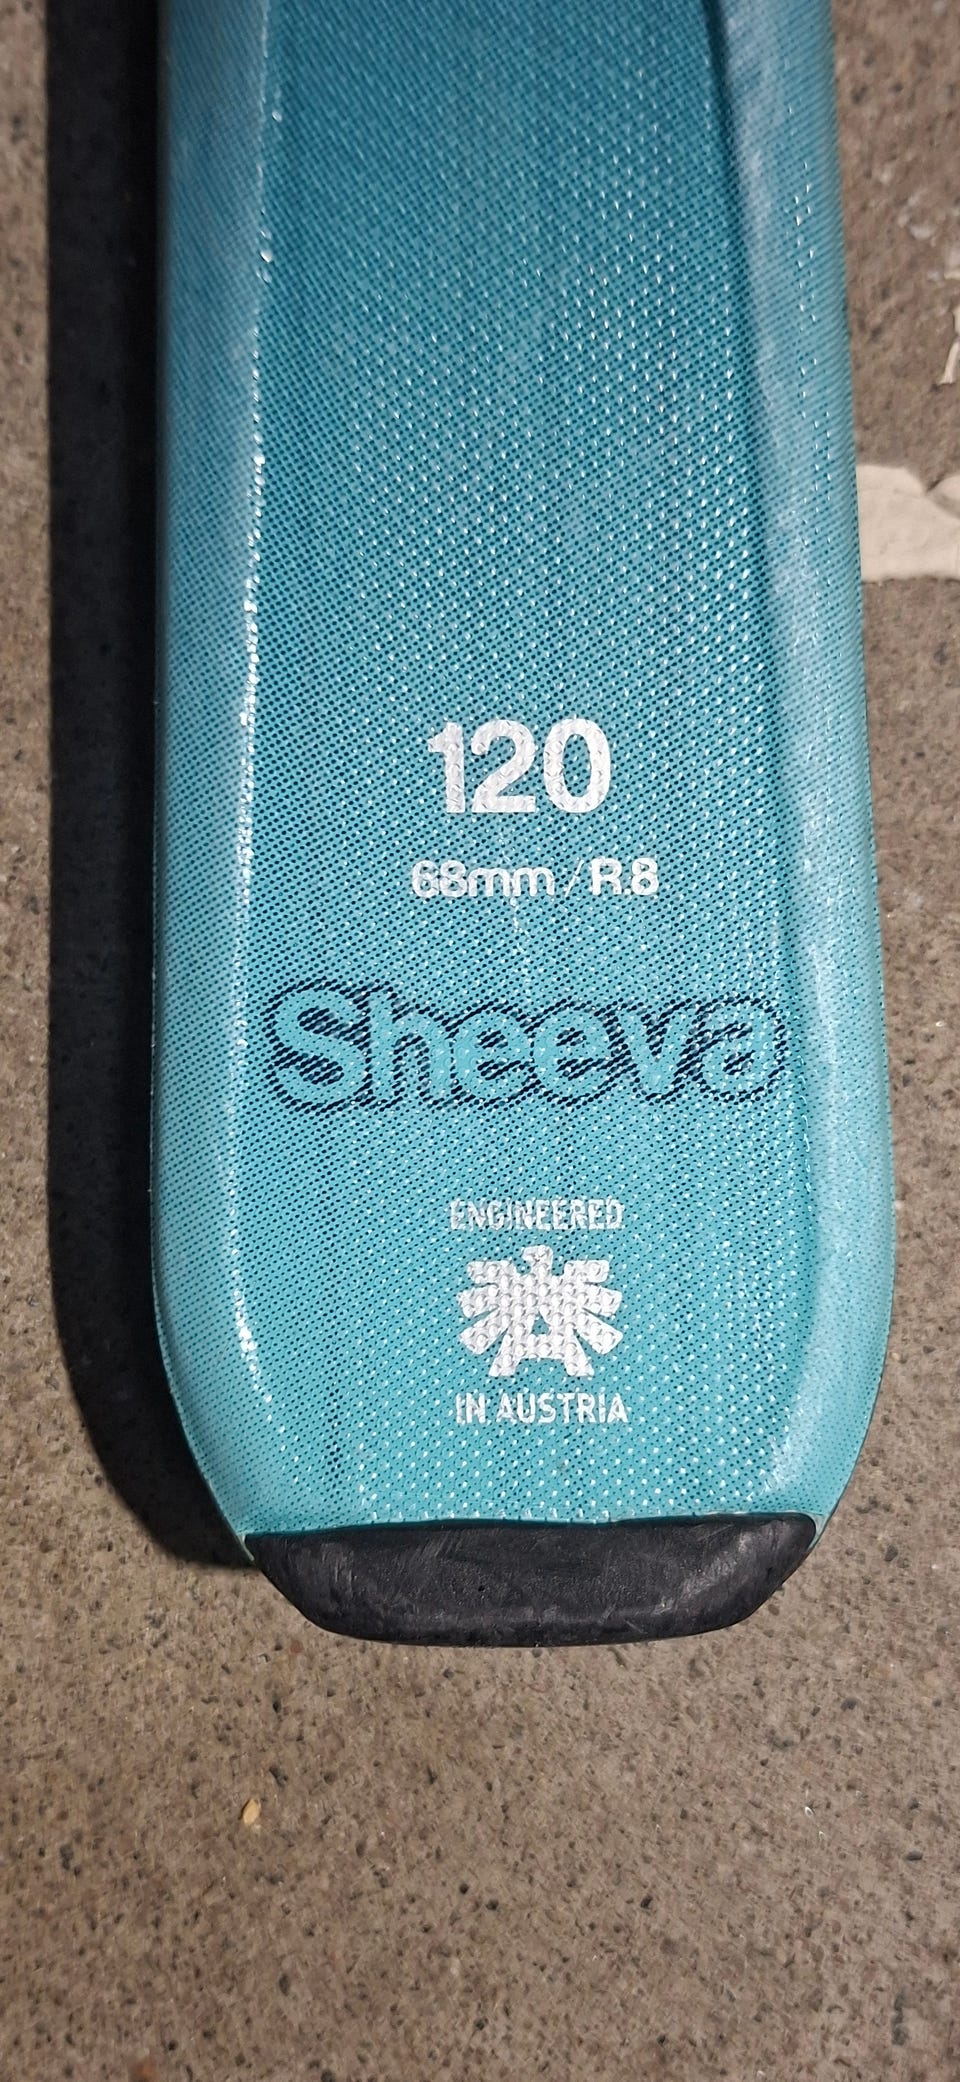 120
68mm/R.8
Sheeva
ENGINEERED
IN AUSTRIA